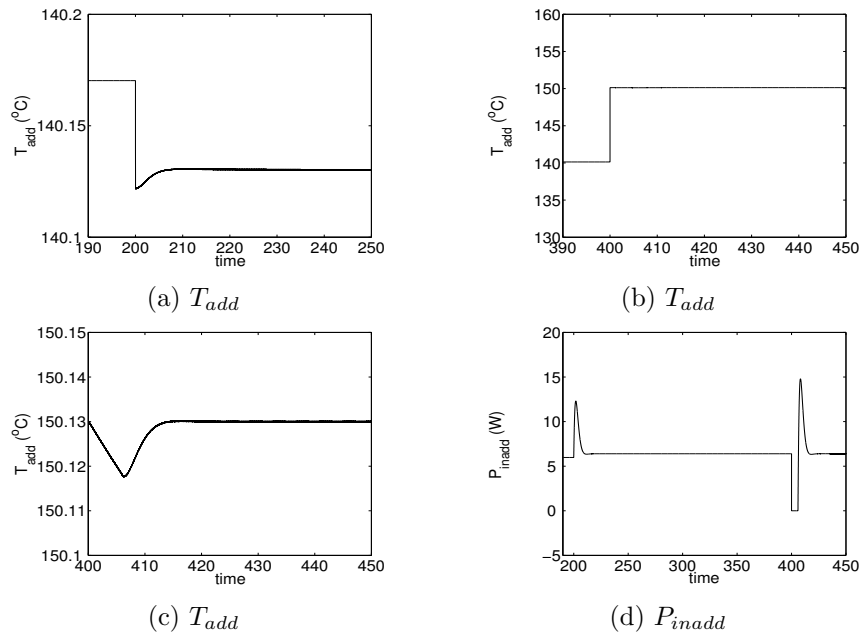 140.2
140.15
140.1
T_add (°C)
190 200 210 220 230 240 250
time
(a) T_add
160
155
150
145
140
135
130
T_add (°C)
390 400 410 420 430 440 450
time
(b) T_add
150.15
150.14
150.13
150.12
150.11
150.1
T_add (°C)
400 410 420 430 440 450
time
(c) T_add
20
15
10
5
0
−5
P_inadd (W)
200 250 300 350 400 450
time
(d) P_inadd